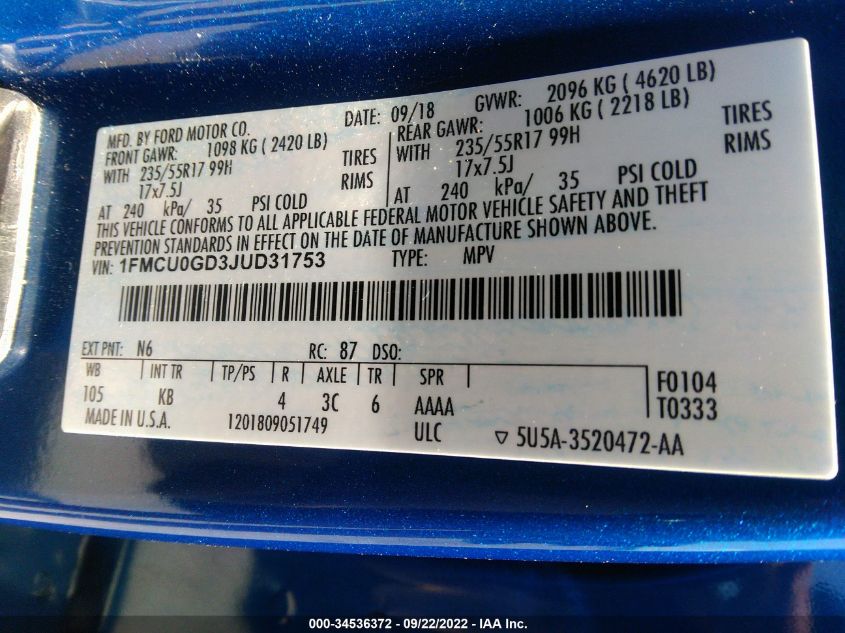 MFD. BY FORD MOTOR CO.
DATE: 09/18 GVWR: 2096 KG ( 4620 LB)
FRONT GAWR: 1098 KG ( 2420 LB)
REAR GAWR: 1006 KG ( 2218 LB)
WITH 235/55R17 99H TIRES
WITH 235/55R17 99H TIRES
17x7.5J RIMS
17x7.5J RIMS
AT 240 kPa/ 35 PSI COLD
AT 240 kPa/ 35 PSI COLD
THIS VEHICLE CONFORMS TO ALL APPLICABLE FEDERAL MOTOR VEHICLE SAFETY AND THEFT
PREVENTION STANDARDS IN EFFECT ON THE DATE OF MANUFACTURE SHOWN ABOVE.
VIN: 1FMCU0GD3JUD31753 TYPE: MPV
EXT PNT: N6 RC: 87 DSO:
WB INT TR TP/PS R AXLE TR SPR
105 KB 4 3C 6 AAAA F0104
T0333
MADE IN U.S.A. 1201809051749 ULC ▽ 5U5A-3520472-AA
000-34536372 - 09/22/2022 - IAA Inc.